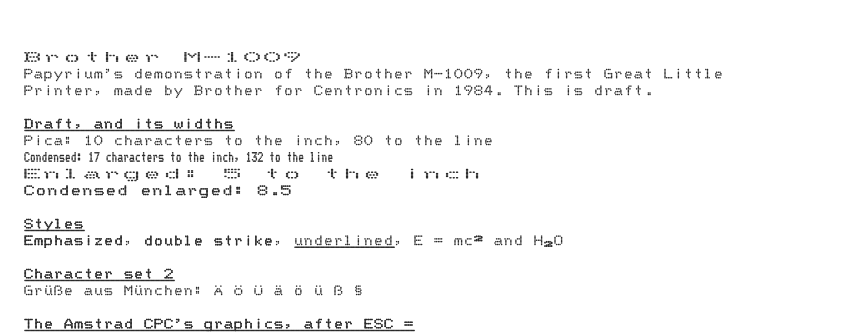 Brother M-1009
Papyrium's demonstration of the Brother M-1009, the first Great Little
Printer, made by Brother for Centronics in 1984. This is draft.
Draft, and its widths
Pica: 10 characters to the inch, 80 to the line
Condensed: 17 characters to the inch, 132 to the line
Enlarged: 5 to the inch
Condensed enlarged: 8.5
Styles
Emphasized, double strike, underlined, E = mc² and H₂O
Character set 2
Grüße aus München: Ä ö Ü ä ö ü ß §
The Amstrad CPC's graphics, after ESC =